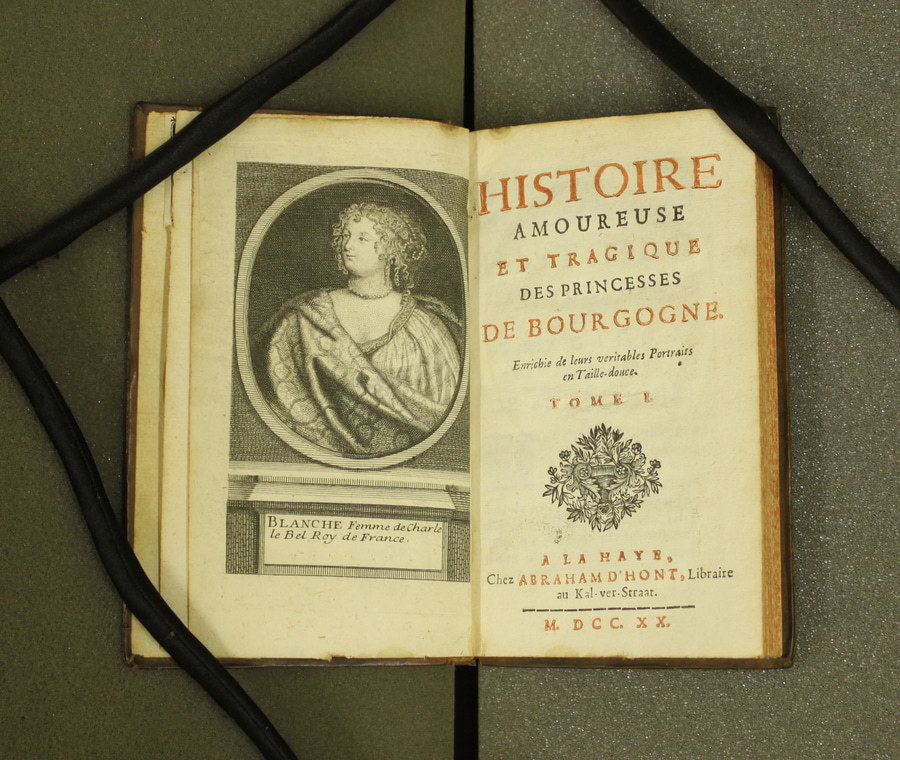 BLANCHE Femme de Charle
le Bel Roy de France.
HISTOIRE
AMOUREUSE
ET TRAGIQUE
DES PRINCESSES
DE BOURGOGNE.
Enrichie de leurs veritables Portraits
en Taille-douce.
TOME I.
A LA HAYE,
Chez ABRAHAM D'HONT, Libraire
au Kal-ver-Straat.
M. DCC. XX.